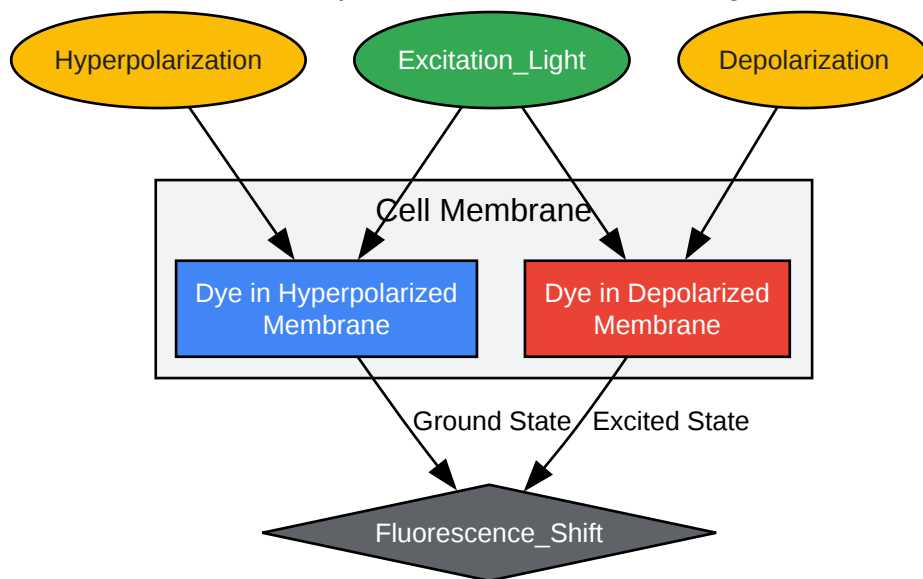 Hyperpolarization
Excitation_Light
Depolarization
Cell Membrane
Dye in Hyperpolarized
Membrane
Dye in Depolarized
Membrane
Ground State
Excited State
Fluorescence_Shift